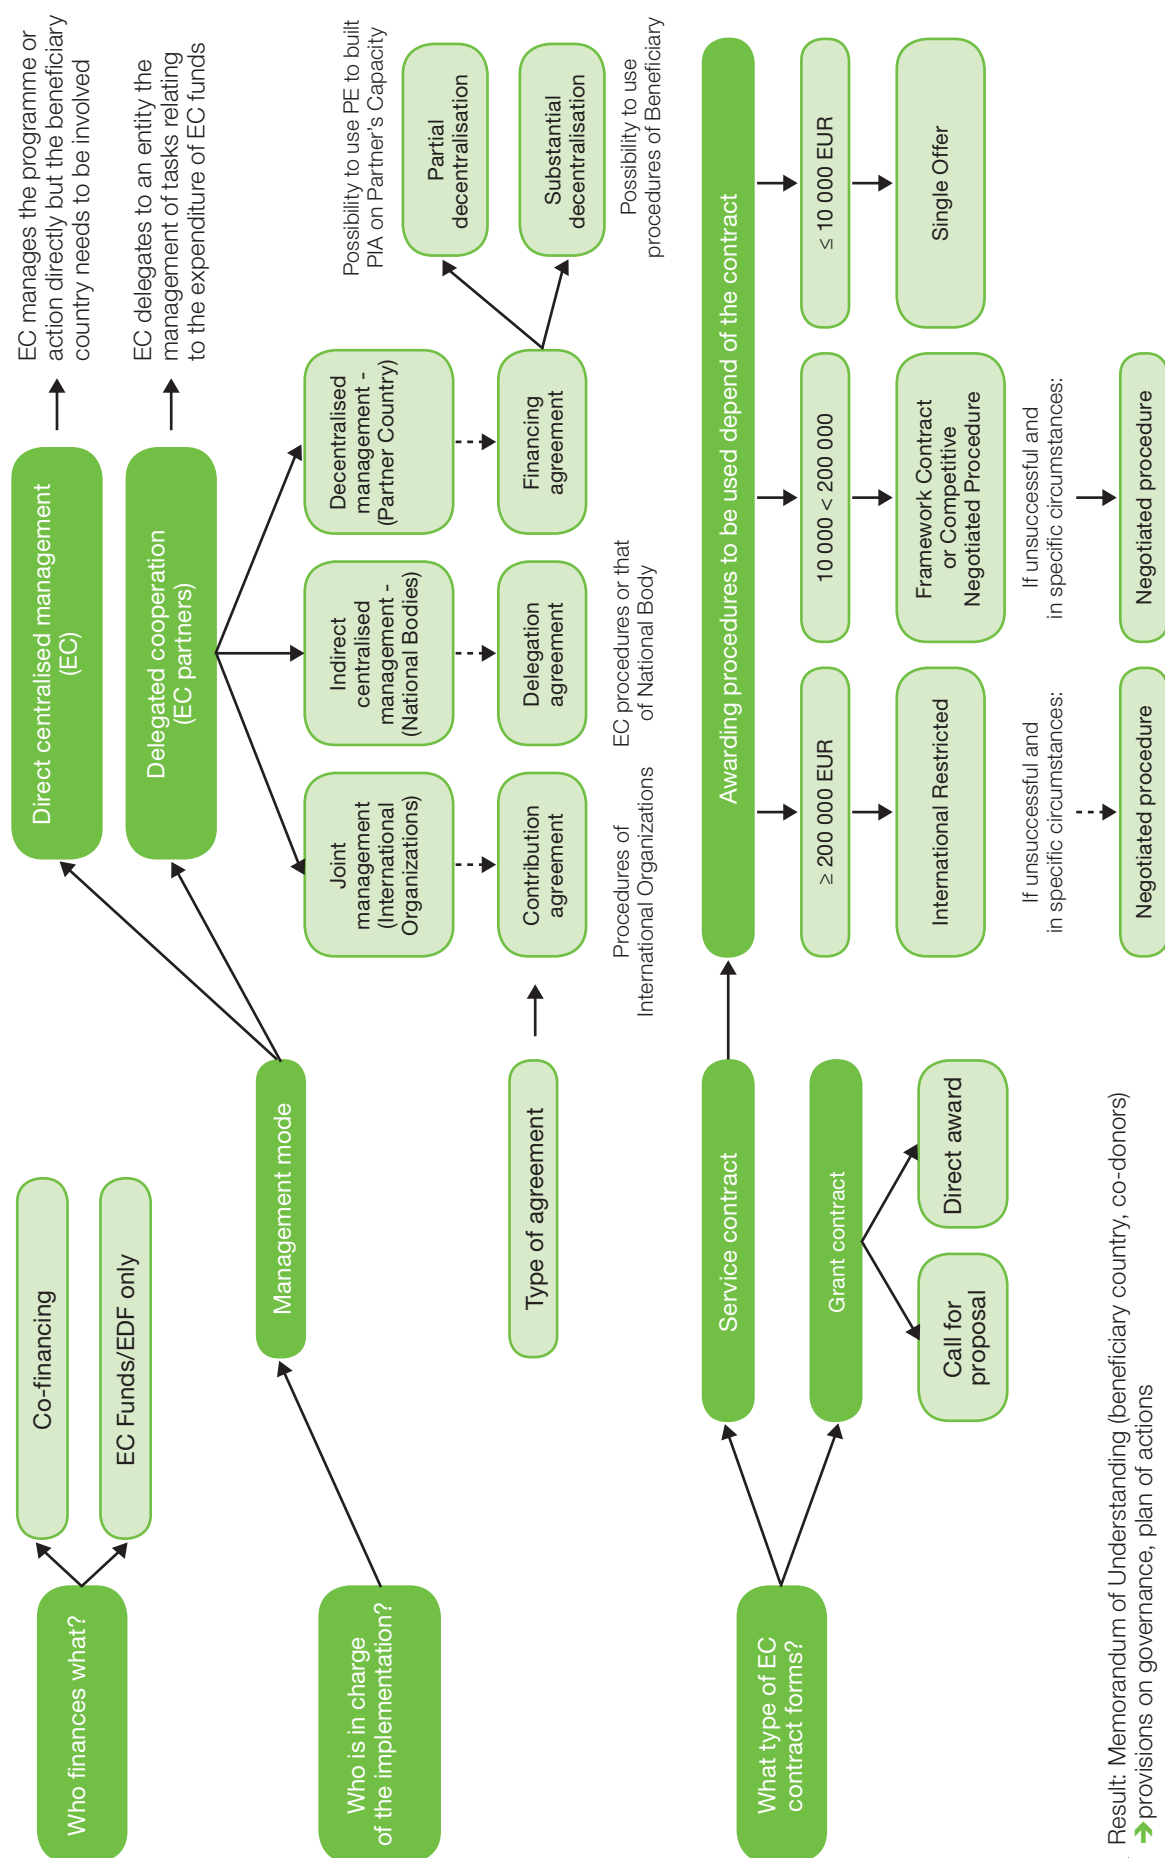 Who finances what?
Co-financing
EC Funds/EDF only
Who is in charge
of the implementation?
Management mode
Direct centralised management
(EC)
EC manages the programme or
action directly but the beneficiary
country needs to be involved
Delegated cooperation
(EC partners)
EC delegates to an entity the
management of tasks relating
to the expenditure of EC funds
Joint
management
(International
Organizations)
Indirect
centralised
management -
(National Bodies)
Decentralised
management -
(Partner Country)
Type of agreement
Contribution
agreement
Delegation
agreement
Financing
agreement
Procedures of
International Organizations
EC procedures or that
of National Body
Possibility to use PE to built
PIA on Partner's Capacity
Partial
decentralisation
Substantial
decentralisation
Possibility to use
procedures of Beneficiary
What type of EC
contract forms?
Service contract
Grant contract
Call for
proposal
Direct award
Awarding procedures to be used depend of the contract
≥ 200 000 EUR
10 000 < 200 000
≤ 10 000 EUR
International Restricted
Framework Contract
or Competitive
Negotiated Procedure
Single Offer
If unsuccessful and
in specific circumstances:
If unsuccessful and
in specific circumstances:
Negotiated procedure
Negotiated procedure
Result: Memorandum of Understanding (beneficiary country, co-donors)
➔ provisions on governance, plan of actions